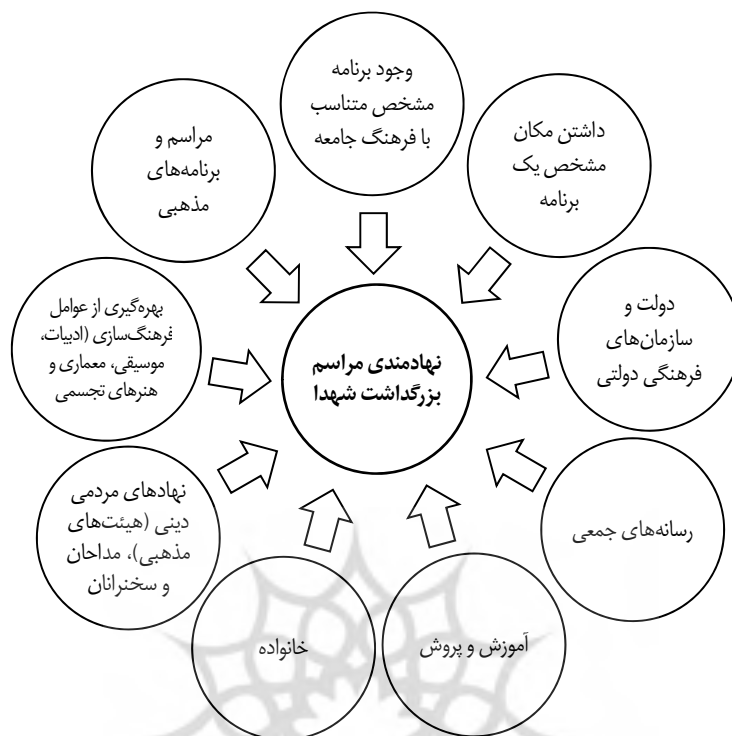 وجود برنامه
مشخص متناسب
با فرهنگ جامعه
داشتن مکان
مشخص یک
برنامه
دولت و
سازمان‌های
فرهنگی دولتی
رسانه‌های جمعی
آموزش و پروش
خانواده
نهادهای مردمی
دینی (هیئت‌های
مذهبی)، مداحان
و سخنرانان
بهره‌گیری از عوامل
فرهنگ‌سازی (ادبیات،
موسیقی، معماری و
هنرهای تجسمی
مراسم و
برنامه‌های
مذهبی
نهادمندی مراسم
بزرگداشت شهدا